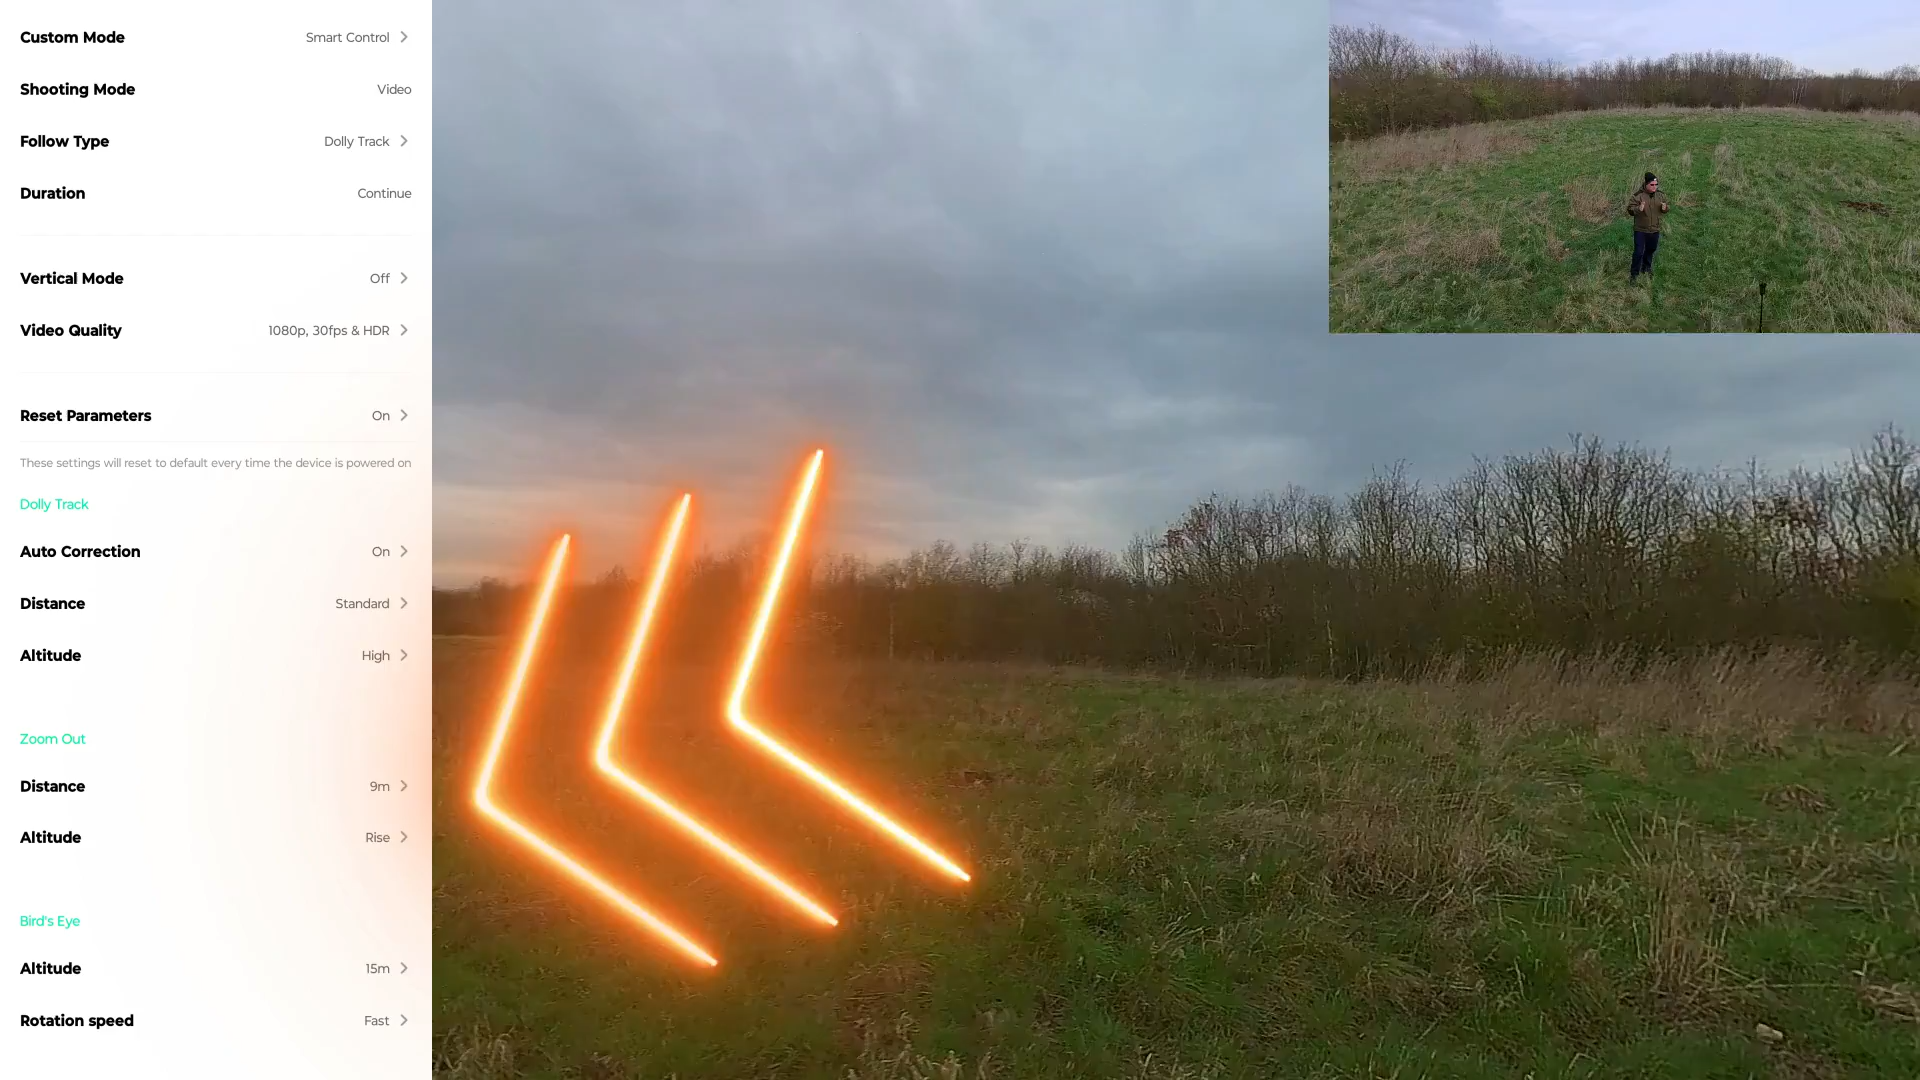 Custom Mode Smart Control
Shooting Mode Video
Follow Type Dolly Track
Duration Continue
Vertical Mode Off
Video Quality 1080p, 30fps & HDR
Reset Parameters On
These settings will reset to default every time the device is powered on
Dolly Track
Auto Correction On
Distance Standard
Altitude High
Zoom Out
Distance 9m
Altitude Rise
Bird's Eye
Altitude 15m
Rotation speed Fast